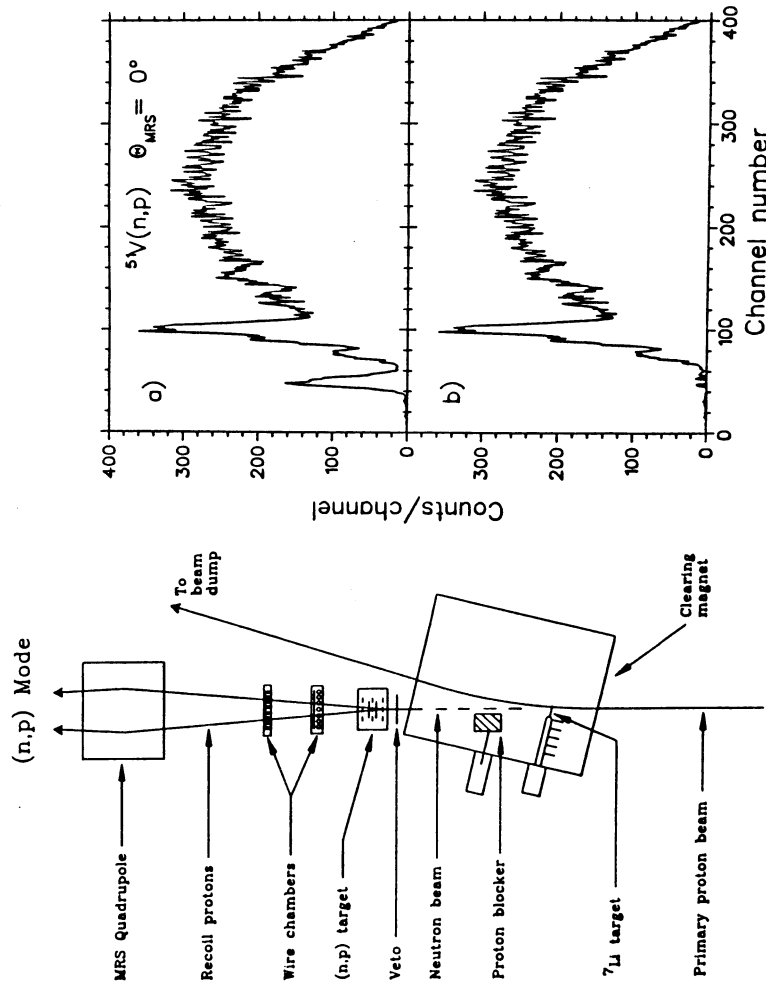 (n,p) Mode
To
beam
dump
MRS Quadrupole
Recoil protons
Wire chambers
(n,p) target
Veto
Neutron beam
Proton blocker
⁷Li target
Primary proton beam
Clearing
magnet
a)
⁵¹V(n,p) Θ_MRS = 0°
400
300
200
100
0
b)
300
200
100
0
Counts/channel
0
100
200
300
400
Channel number